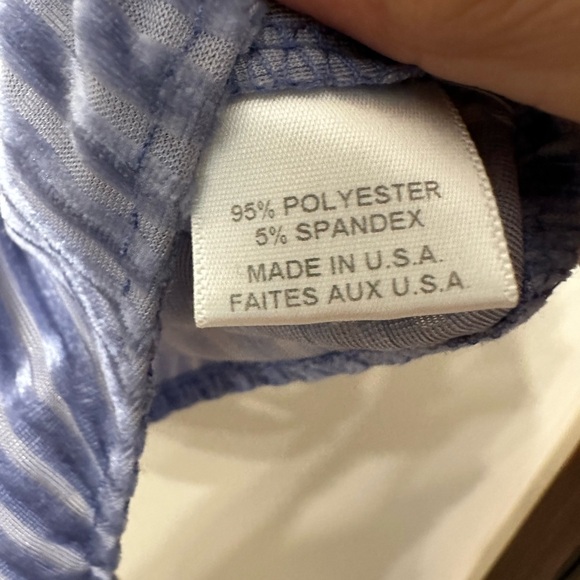 95% POLYESTER
5% SPANDEX
MADE IN U.S.A.
FAITES AUX U.S.A